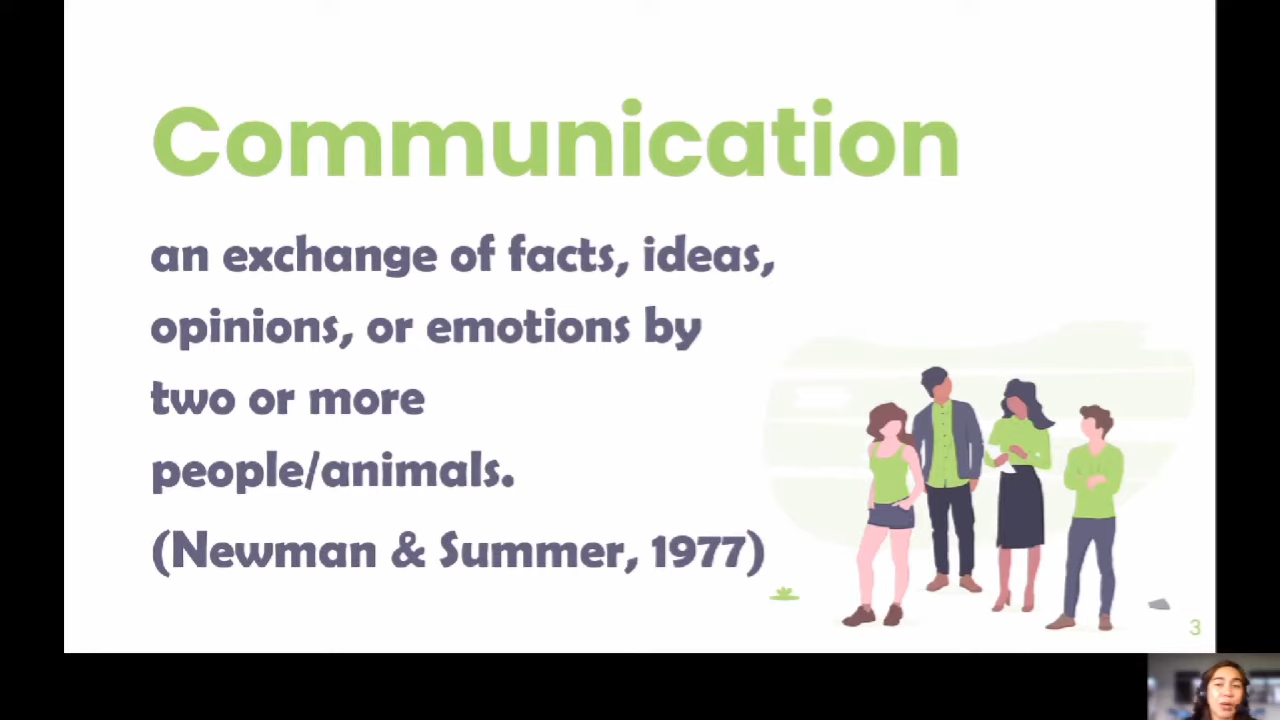 Communication
an exchange of facts, ideas,
opinions, or emotions by
two or more
people/animals.
(Newman & Summer, 1977)
3